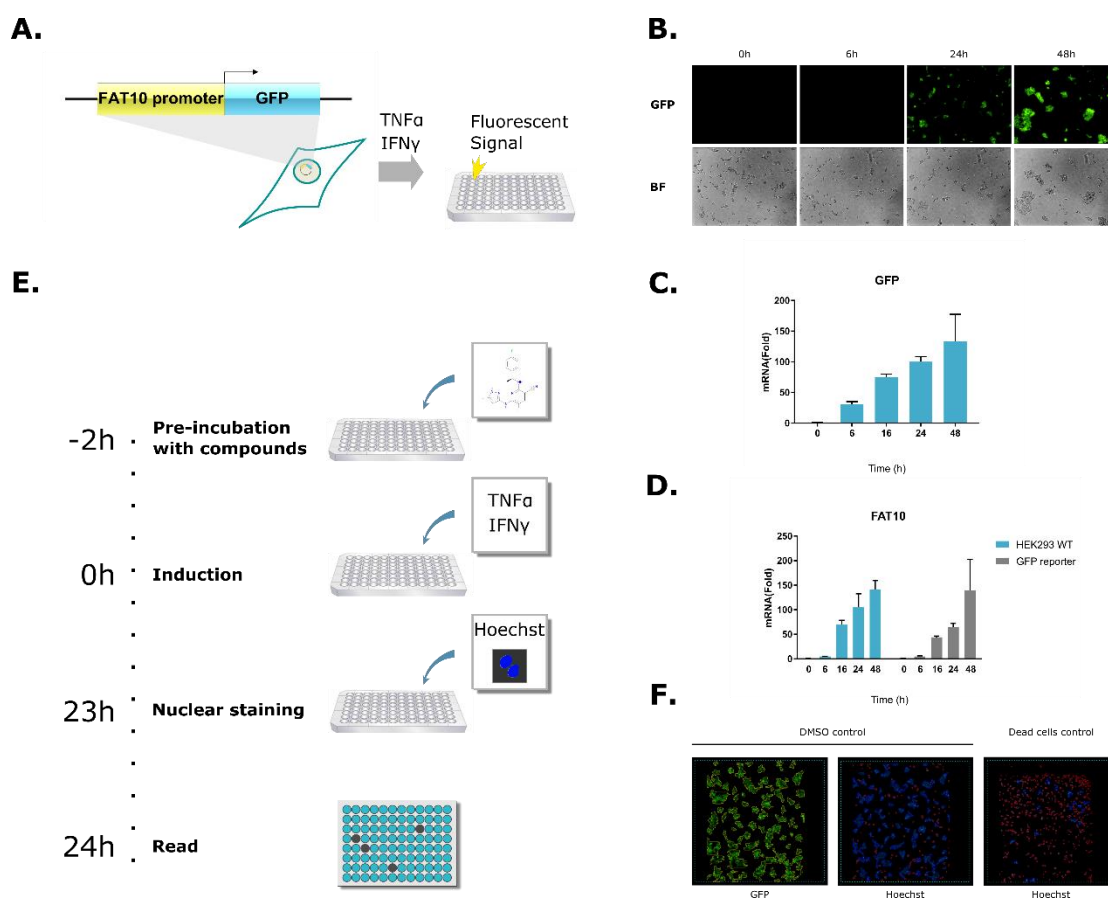 A.
FAT10 promoter
GFP
TNFα
IFNγ
Fluorescent
Signal
B.
0h
6h
24h
48h
GFP
BF
C.
GFP
mRNA(Fold)
200
150
100
50
0
0
6
16
24
48
Time (h)
D.
FAT10
mRNA(Fold)
250
200
150
100
50
0
0
6
16
24
48
0
6
16
24
48
Time (h)
HEK293 WT
GFP reporter
E.
-2h
Pre-incubation
with compounds
0h
Induction
TNFα
IFNγ
23h
Nuclear staining
Hoechst
24h
Read
F.
DMSO control
Dead cells control
GFP
Hoechst
Hoechst